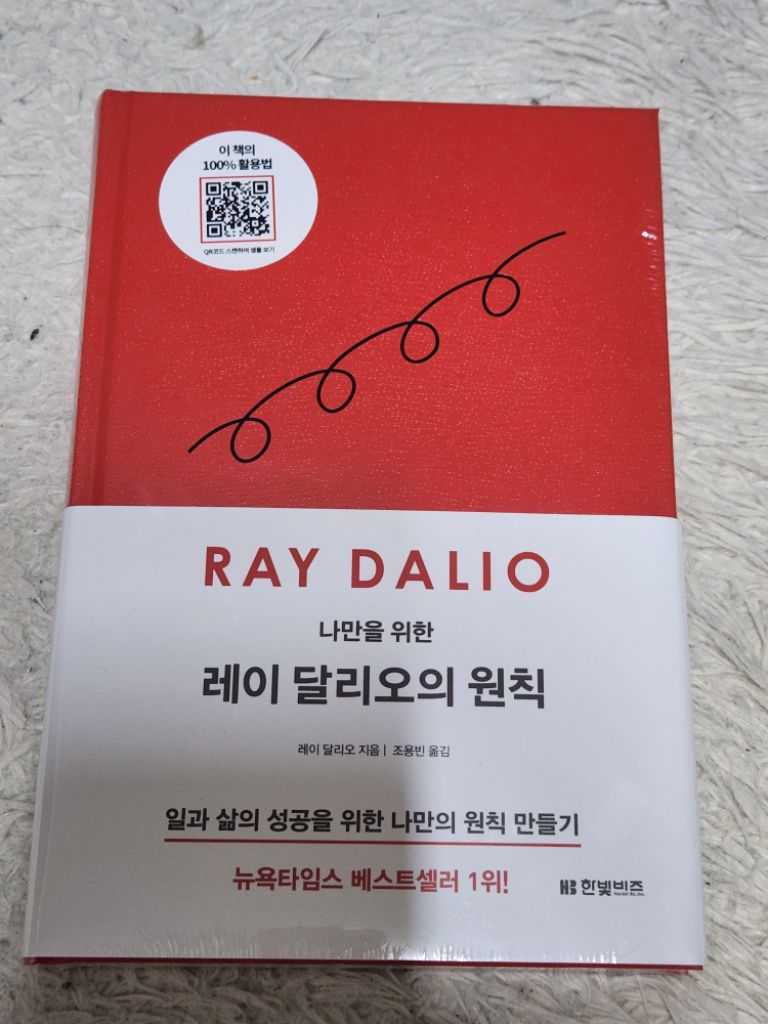 이 책의
100% 활용법
QR코드 스캔하여 샘플 보기
RAY DALIO
나만을 위한
레이 달리오의 원칙
레이 달리오 지음 | 조용빈 옮김
일과 삶의 성공을 위한 나만의 원칙 만들기
뉴욕타임스 베스트셀러 1위!
HB 한빛비즈
Hanbit Biz, Inc.